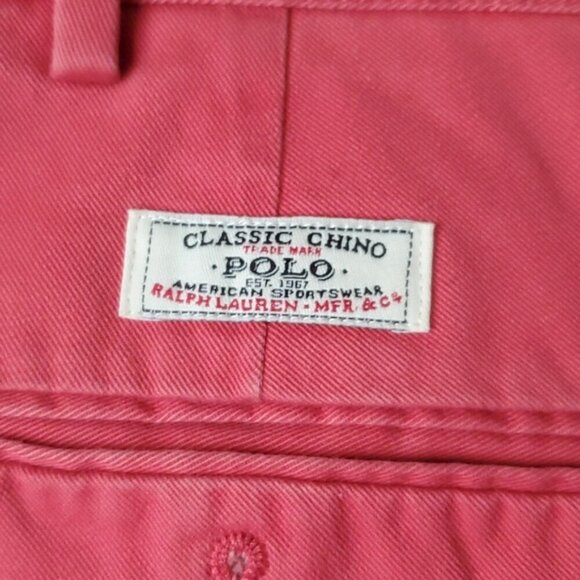 CLASSIC CHINO
TRADE MARK
·POLO·
EST. 1967
AMERICAN SPORTSWEAR
RALPH LAUREN - MFR. & Co.